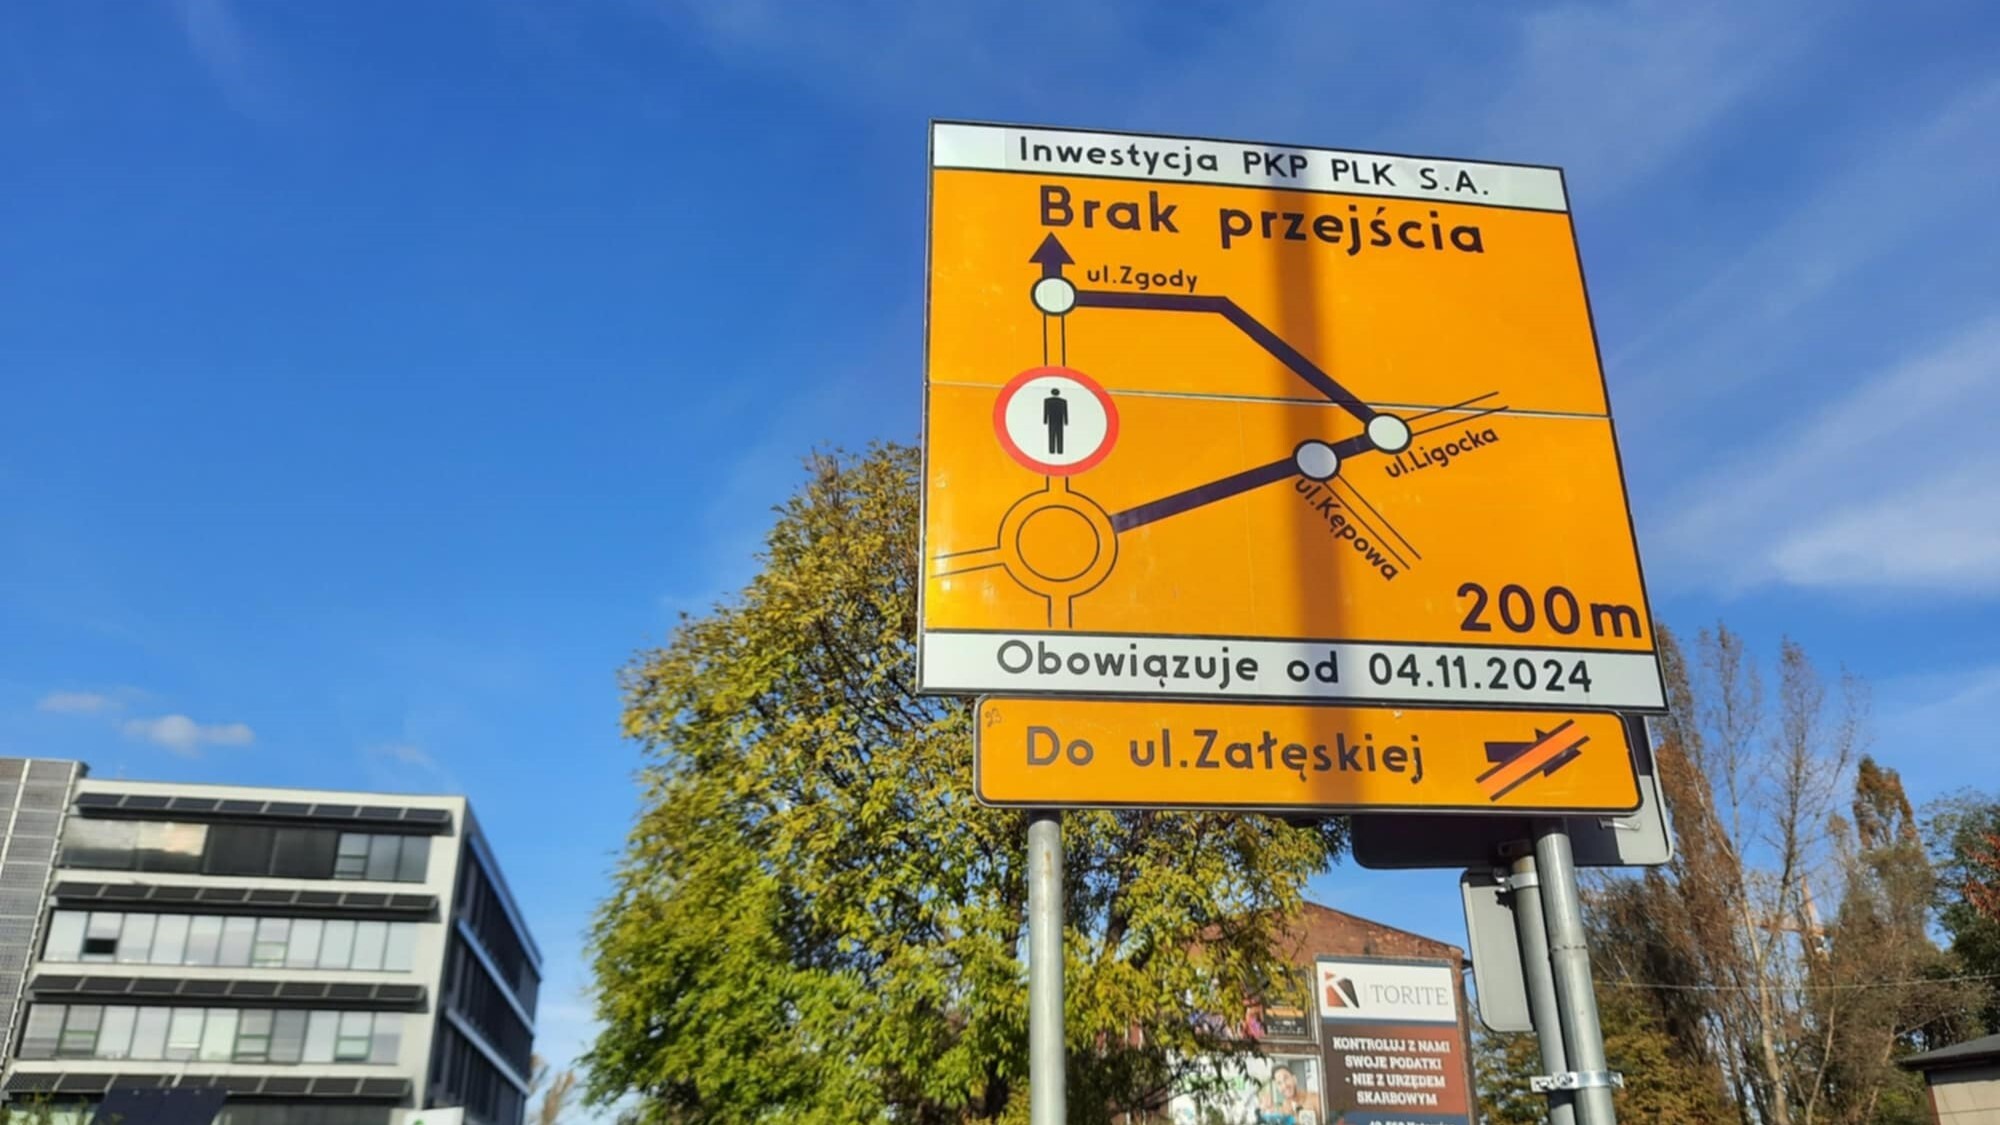 Inwestycja PKP PLK S.A.
Brak przejścia
ul.Zgody
ul.Ligocka
ul.Kępowa
200m
Obowiązuje od 04.11.2024
Do ul.Załęskiej
TORITE
KONTROLUJ Z NAMI
SWOJE PODATKI
- NIE Z URZĘDEM
SKARBOWYM